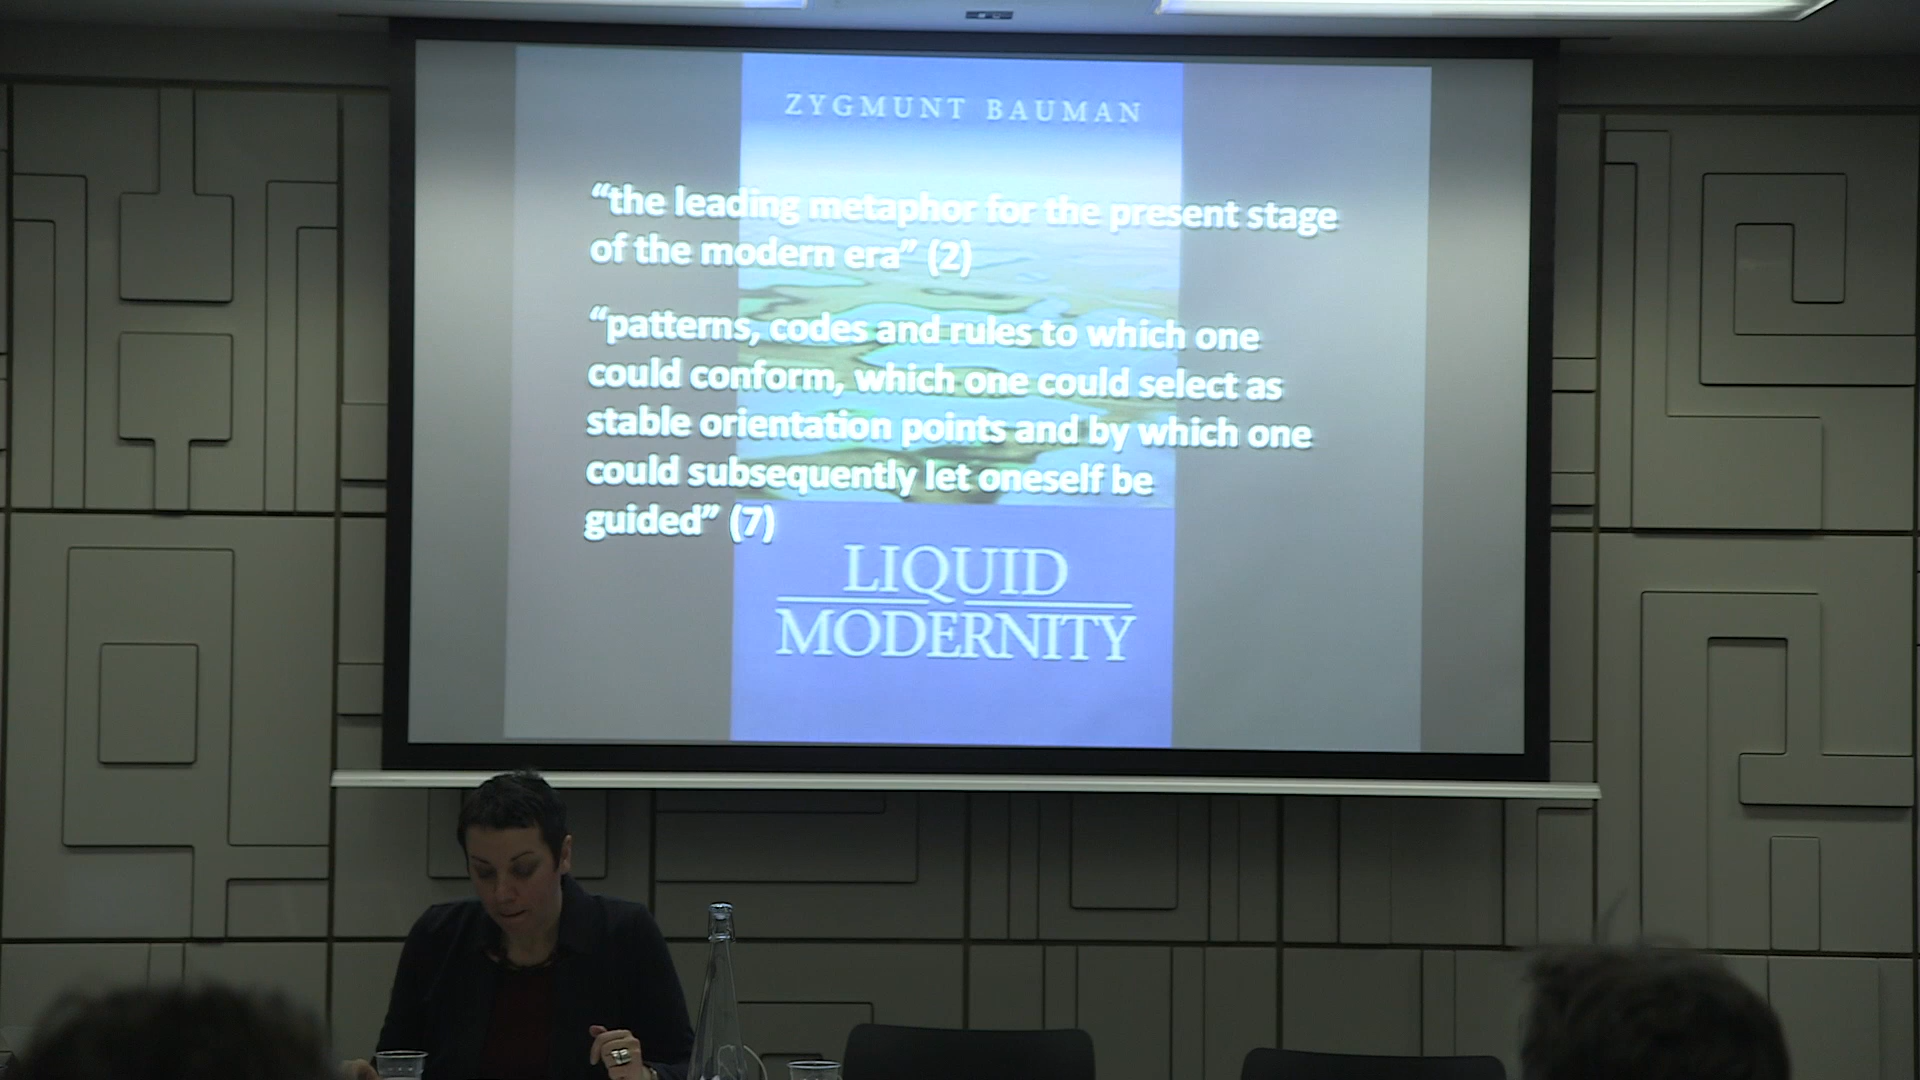 ZYGMUNT BAUMAN
“the leading metaphor for the present stage
of the modern era” (2)
“patterns, codes and rules to which one
could conform, which one could select as
stable orientation points and by which one
could subsequently let oneself be
guided” (7)
LIQUID
MODERNITY